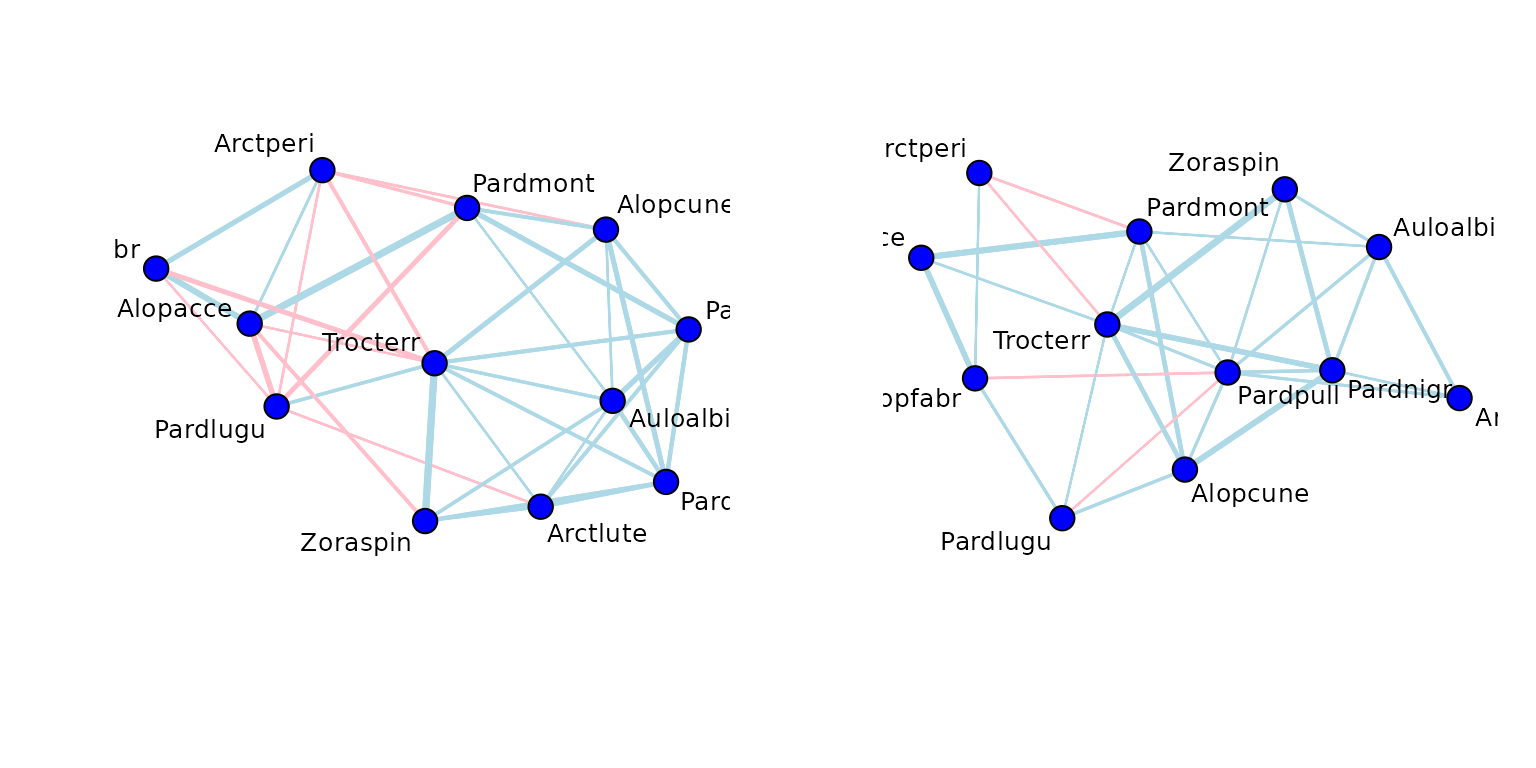 Arctperi
Pardmont
Alopcune
br
Alopacce
Pa
Trocterr
Auloalbi
Pardlugu
Parc
Zoraspin
Arctlute
rctperi
Zoraspin
Pardmont
Auloalbi
ce
Trocterr
opfabr
Pardpull
Pardnigr
Ar
Alopcune
Pardlugu